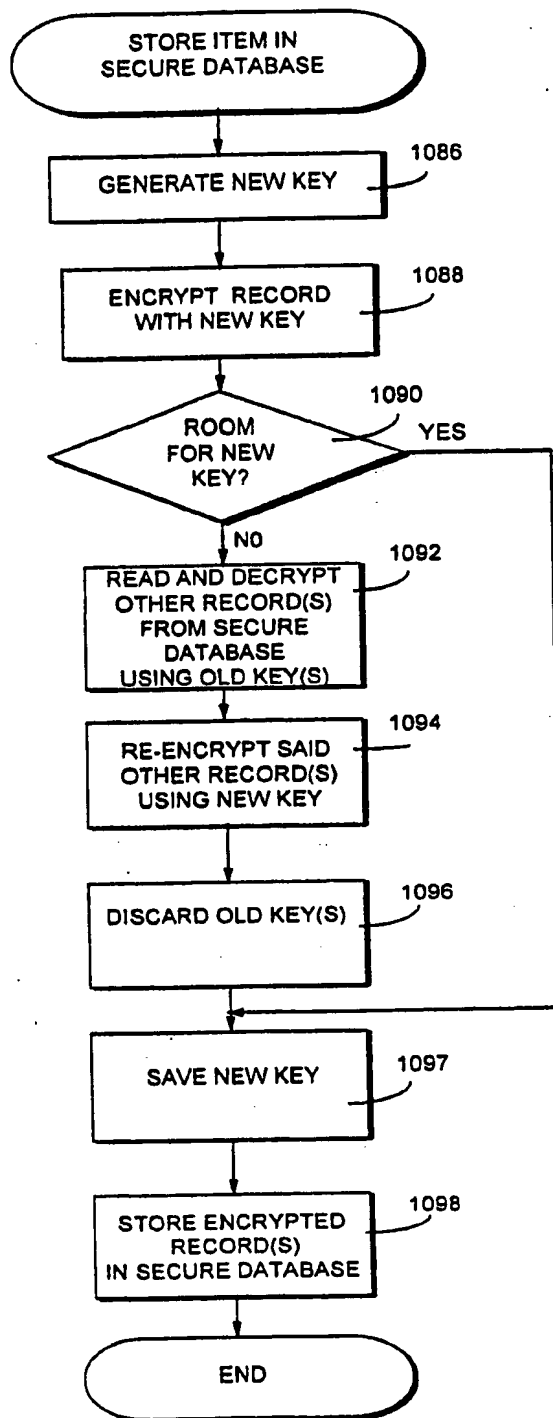 STORE ITEM IN
SECURE DATABASE
1086
GENERATE NEW KEY
1088
ENCRYPT RECORD
WITH NEW KEY
1090
ROOM
FOR NEW
KEY?
YES
NO
1092
READ AND DECRYPT
OTHER RECORD(S)
FROM SECURE
DATABASE
USING OLD KEY(S)
1094
RE-ENCRYPT SAID
OTHER RECORD(S)
USING NEW KEY
1096
DISCARD OLD KEY(S)
SAVE NEW KEY
1097
1098
STORE ENCRYPTED
RECORD(S)
IN SECURE DATABASE
END